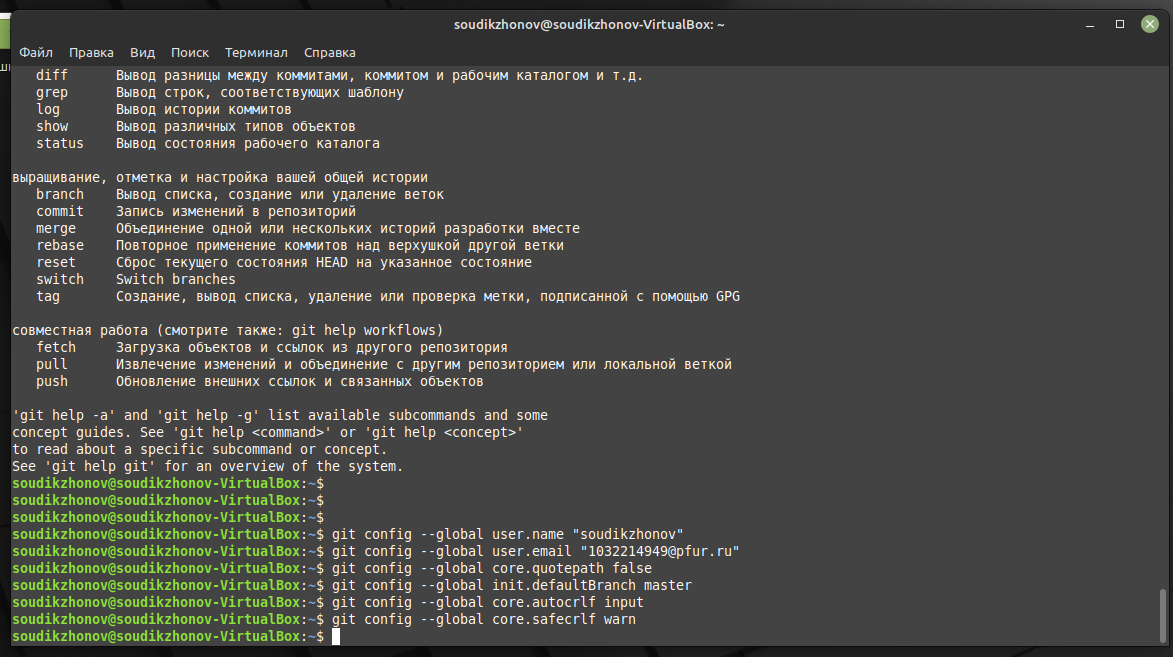 soudikzhonov@soudikzhonov-VirtualBox: ~
Файл Правка Вид Поиск Терминал Справка
diff Вывод разницы между коммитами, коммитом и рабочим каталогом и т.д.
grep Вывод строк, соответствующих шаблону
log Вывод истории коммитов
show Вывод различных типов объектов
status Вывод состояния рабочего каталога
выращивание, отметка и настройка вашей общей истории
branch Вывод списка, создание или удаление веток
commit Запись изменений в репозиторий
merge Объединение одной или нескольких историй разработки вместе
rebase Повторное применение коммитов над верхушкой другой ветки
reset Сброс текущего состояния HEAD на указанное состояние
switch Switch branches
tag Создание, вывод списка, удаление или проверка метки, подписанной с помощью GPG
совместная работа (смотрите также: git help workflows)
fetch Загрузка объектов и ссылок из другого репозитория
pull Извлечение изменений и объединение с другим репозиторием или локальной веткой
push Обновление внешних ссылок и связанных объектов
'git help -a' and 'git help -g' list available subcommands and some
concept guides. See 'git help <command>' or 'git help <concept>'
to read about a specific subcommand or concept.
See 'git help git' for an overview of the system.
soudikzhonov@soudikzhonov-VirtualBox:~$
soudikzhonov@soudikzhonov-VirtualBox:~$
soudikzhonov@soudikzhonov-VirtualBox:~$
soudikzhonov@soudikzhonov-VirtualBox:~$ git config --global user.name "soudikzhonov"
soudikzhonov@soudikzhonov-VirtualBox:~$ git config --global user.email "1032214949@pfur.ru"
soudikzhonov@soudikzhonov-VirtualBox:~$ git config --global core.quotepath false
soudikzhonov@soudikzhonov-VirtualBox:~$ git config --global init.defaultBranch master
soudikzhonov@soudikzhonov-VirtualBox:~$ git config --global core.autocrlf input
soudikzhonov@soudikzhonov-VirtualBox:~$ git config --global core.safecrlf warn
soudikzhonov@soudikzhonov-VirtualBox:~$